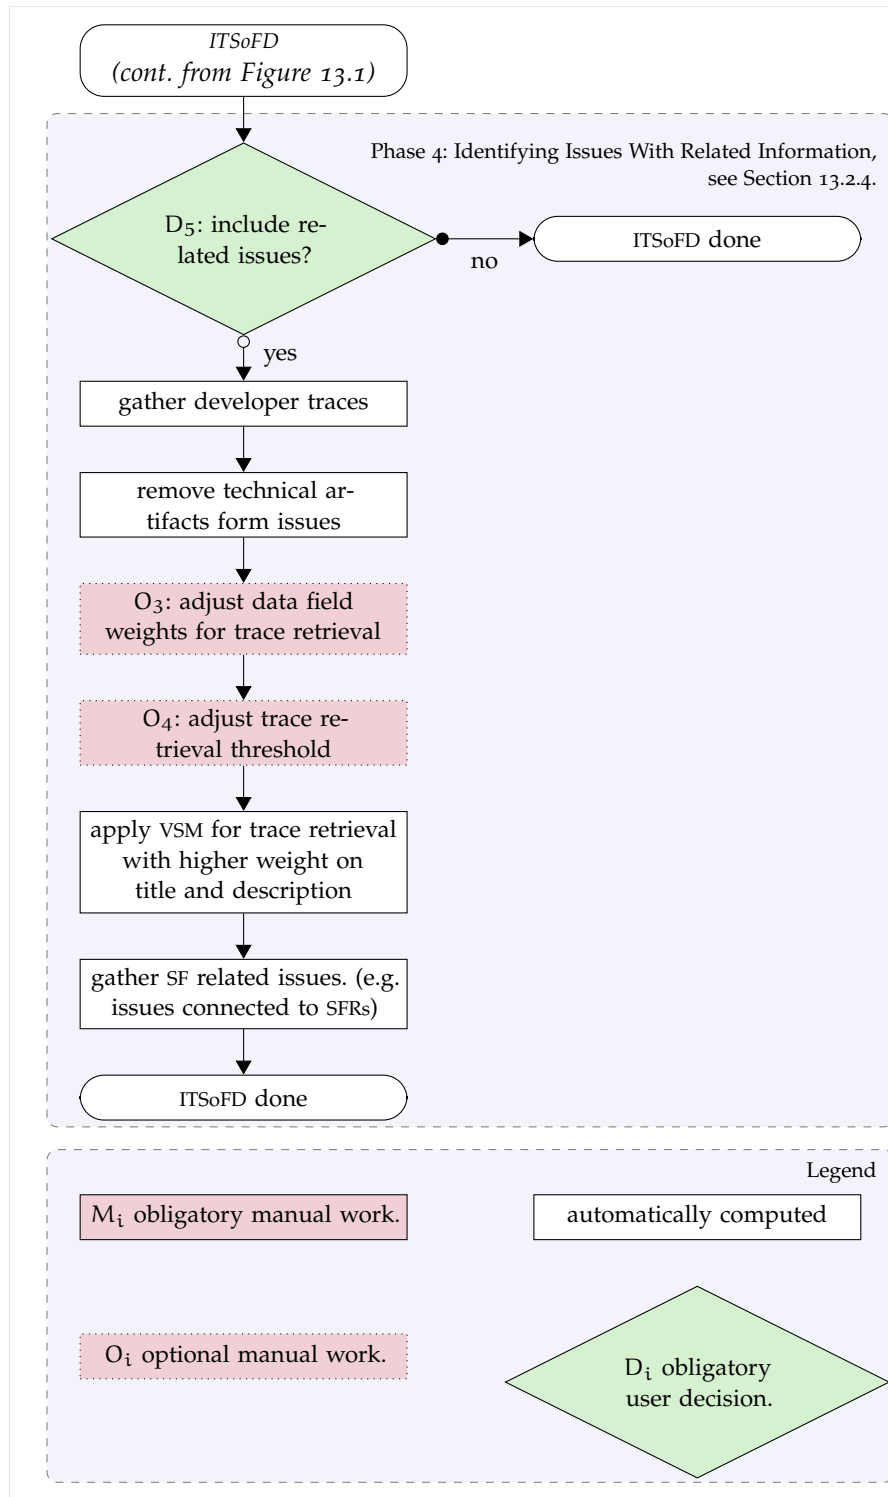 ITSoFD
(cont. from Figure 13.1)
Phase 4: Identifying Issues With Related Information,
see Section 13.2.4.
D5: include re-
lated issues?
ITSoFD done
no
yes
gather developer traces
remove technical ar-
tifacts form issues
O3: adjust data field
weights for trace retrieval
O4: adjust trace re-
trieval threshold
apply VSM for trace retrieval
with higher weight on
title and description
gather SF related issues. (e.g.
issues connected to SFRs)
ITSoFD done
Legend
Mi obligatory manual work.
automatically computed
Oi optional manual work.
Di obligatory
user decision.